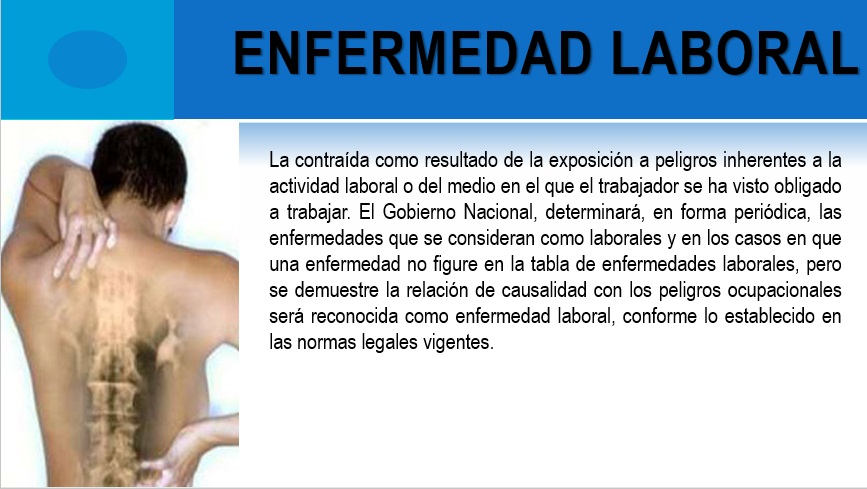 ENFERMEDAD LABORAL
La contraída como resultado de la exposición a peligros inherentes a la
actividad laboral o del medio en el que el trabajador se ha visto obligado
a trabajar. El Gobierno Nacional, determinará, en forma periódica, las
enfermedades que se consideran como laborales y en los casos en que
una enfermedad no figure en la tabla de enfermedades laborales, pero
se demuestre la relación de causalidad con los peligros ocupacionales
será reconocida como enfermedad laboral, conforme lo establecido en
las normas legales vigentes.